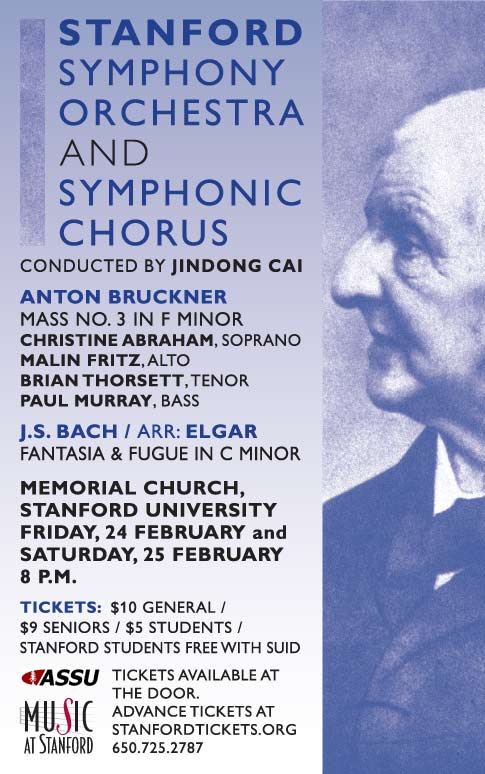 STANFORD
SYMPHONY
ORCHESTRA
AND
SYMPHONIC
CHORUS
CONDUCTED BY JINDONG CAI
ANTON BRUCKNER
MASS NO. 3 IN F MINOR
CHRISTINE ABRAHAM, SOPRANO
MALIN FRITZ, ALTO
BRIAN THORSETT, TENOR
PAUL MURRAY, BASS
J.S. BACH / ARR: ELGAR
FANTASIA & FUGUE IN C MINOR
MEMORIAL CHURCH,
STANFORD UNIVERSITY
FRIDAY, 24 FEBRUARY and
SATURDAY, 25 FEBRUARY
8 P.M.
TICKETS: $10 GENERAL /
$9 SENIORS / $5 STUDENTS /
STANFORD STUDENTS FREE WITH SUID
ASSU
MUSIC
AT STANFORD
TICKETS AVAILABLE AT
THE DOOR.
ADVANCE TICKETS AT
STANFORDTICKETS.ORG
650.725.2787